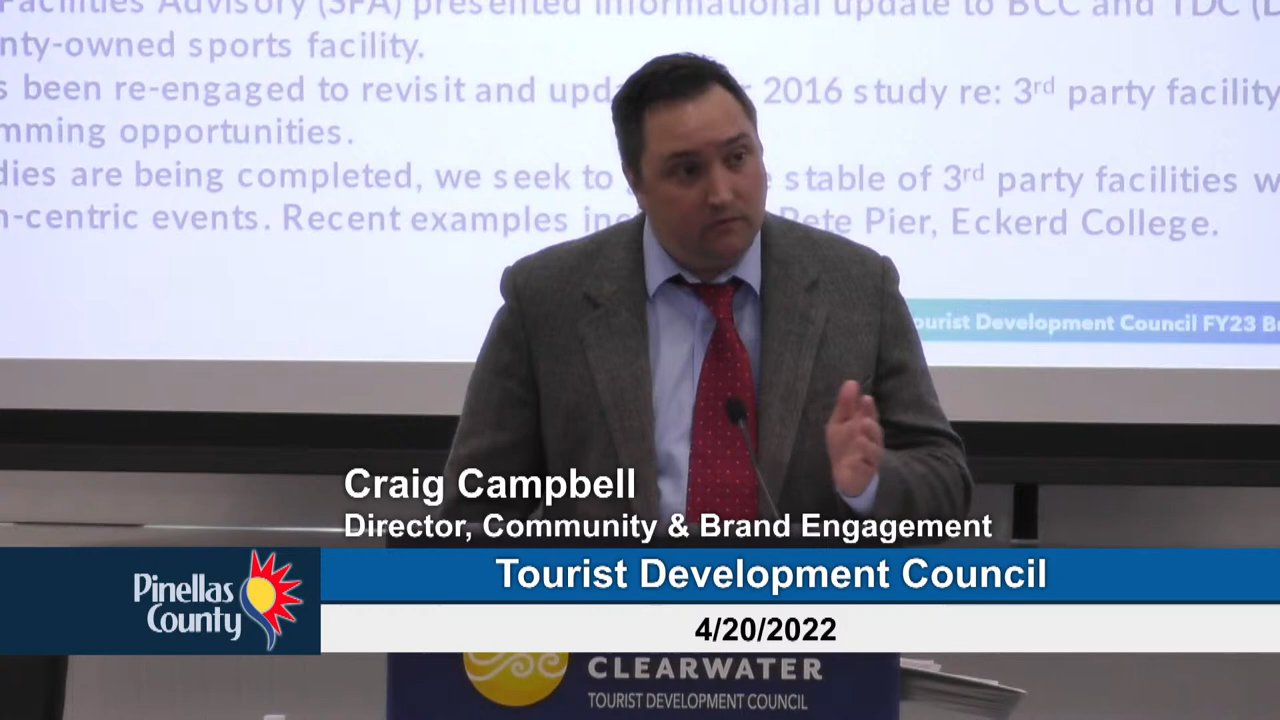 Facilities Advisory (SFA) presented informational update to BCC and TDC
nty-owned sports facility.
s been re-engaged to revisit and upd 2016 study re: 3rd party facility
mming opportunities.
dies are being completed, we seek to stable of 3rd party facilities w
n-centric events. Recent examples in Pete Pier, Eckerd College.
ourist Development Council FY23 B
Craig Campbell
Director, Community & Brand Engagement
Tourist Development Council
Pinellas
County
4/20/2022
CLEARWATER
TOURIST DEVELOPMENT COUNCIL